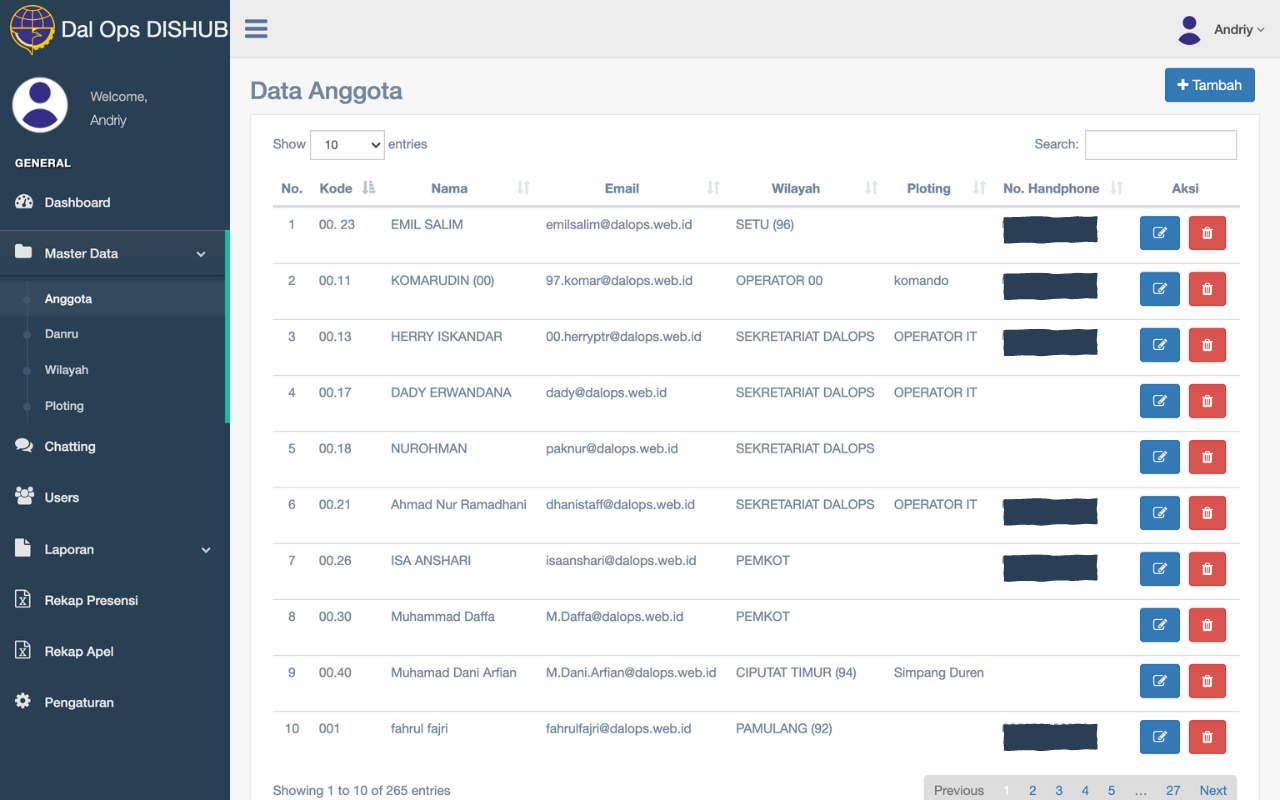 Dal Ops DISHUB
Andriy
Welcome,
Andriy
GENERAL
Dashboard
Master Data
Anggota
Danru
Wilayah
Ploting
Chatting
Users
Laporan
Rekap Presensi
Rekap Apel
Pengaturan
Data Anggota
+ Tambah
Show 10 entries
Search:
No. Kode Nama Email Wilayah Ploting No. Handphone Aksi
1 00. 23 EMIL SALIM emilsalim@dalops.web.id SETU (96)
2 00.11 KOMARUDIN (00) 97.komar@dalops.web.id OPERATOR 00 komando
3 00.13 HERRY ISKANDAR 00.herryptr@dalops.web.id SEKRETARIAT DALOPS OPERATOR IT
4 00.17 DADY ERWANDANA dady@dalops.web.id SEKRETARIAT DALOPS OPERATOR IT
5 00.18 NUROHMAN paknur@dalops.web.id SEKRETARIAT DALOPS
6 00.21 Ahmad Nur Ramadhani dhanistaff@dalops.web.id SEKRETARIAT DALOPS OPERATOR IT
7 00.26 ISA ANSHARI isaanshari@dalops.web.id PEMKOT
8 00.30 Muhammad Daffa M.Daffa@dalops.web.id PEMKOT
9 00.40 Muhamad Dani Arfian M.Dani.Arfian@dalops.web.id CIPUTAT TIMUR (94) Simpang Duren
10 001 fahrul fajri fahrulfajri@dalops.web.id PAMULANG (92)
Showing 1 to 10 of 265 entries
Previous 1 2 3 4 5 … 27 Next